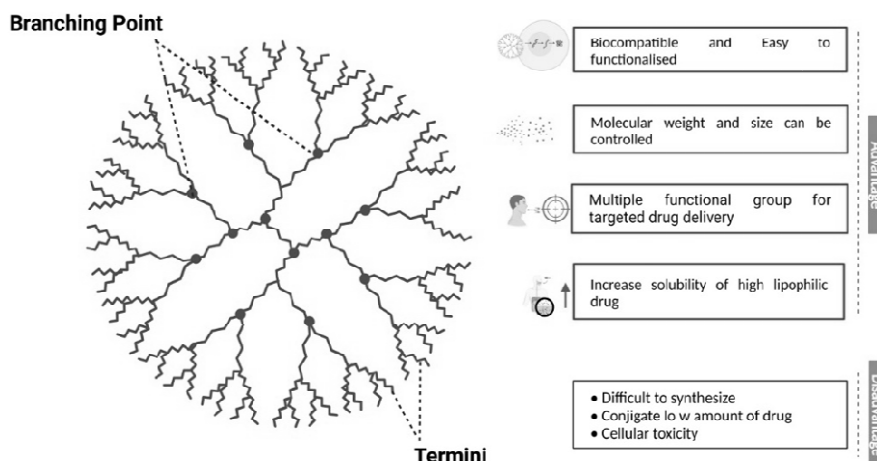 Branching Point
Biocompatible and Easy to
functionalised
Molecular weight and size can be
controlled
Multiple functional group for
targeted drug delivery
Increase solubility of high lipophilic
drug
Advantage
• Difficult to synthesize
• Conjigate lo w amount of drug
• Cellular toxicity
Disadvantage
Termini